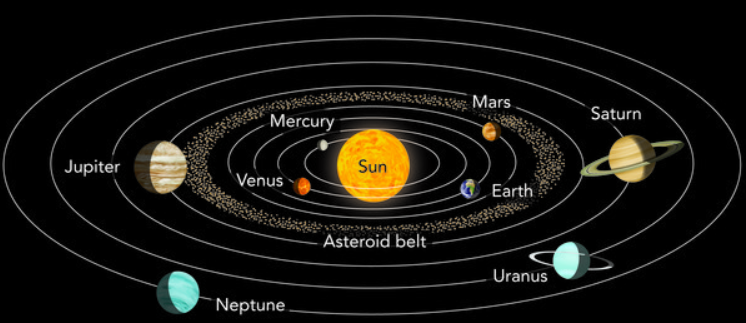 Mars
Saturn
Mercury
Jupiter
Sun
Venus
Earth
Asteroid belt
Uranus
Neptune